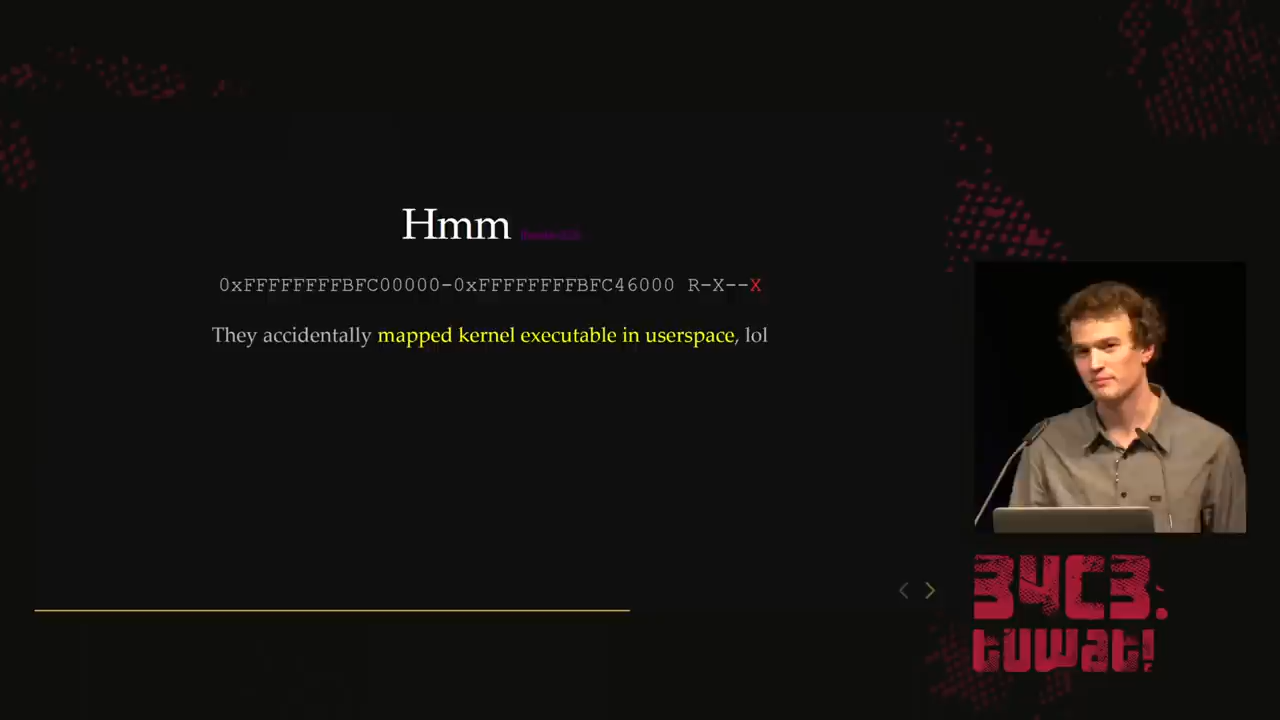 Hmm
0xFFFFFFFFBFC00000-0xFFFFFFFFBFC46000 R-X--X
They accidentally mapped kernel executable in userspace, lol
34C3.
tuwat!